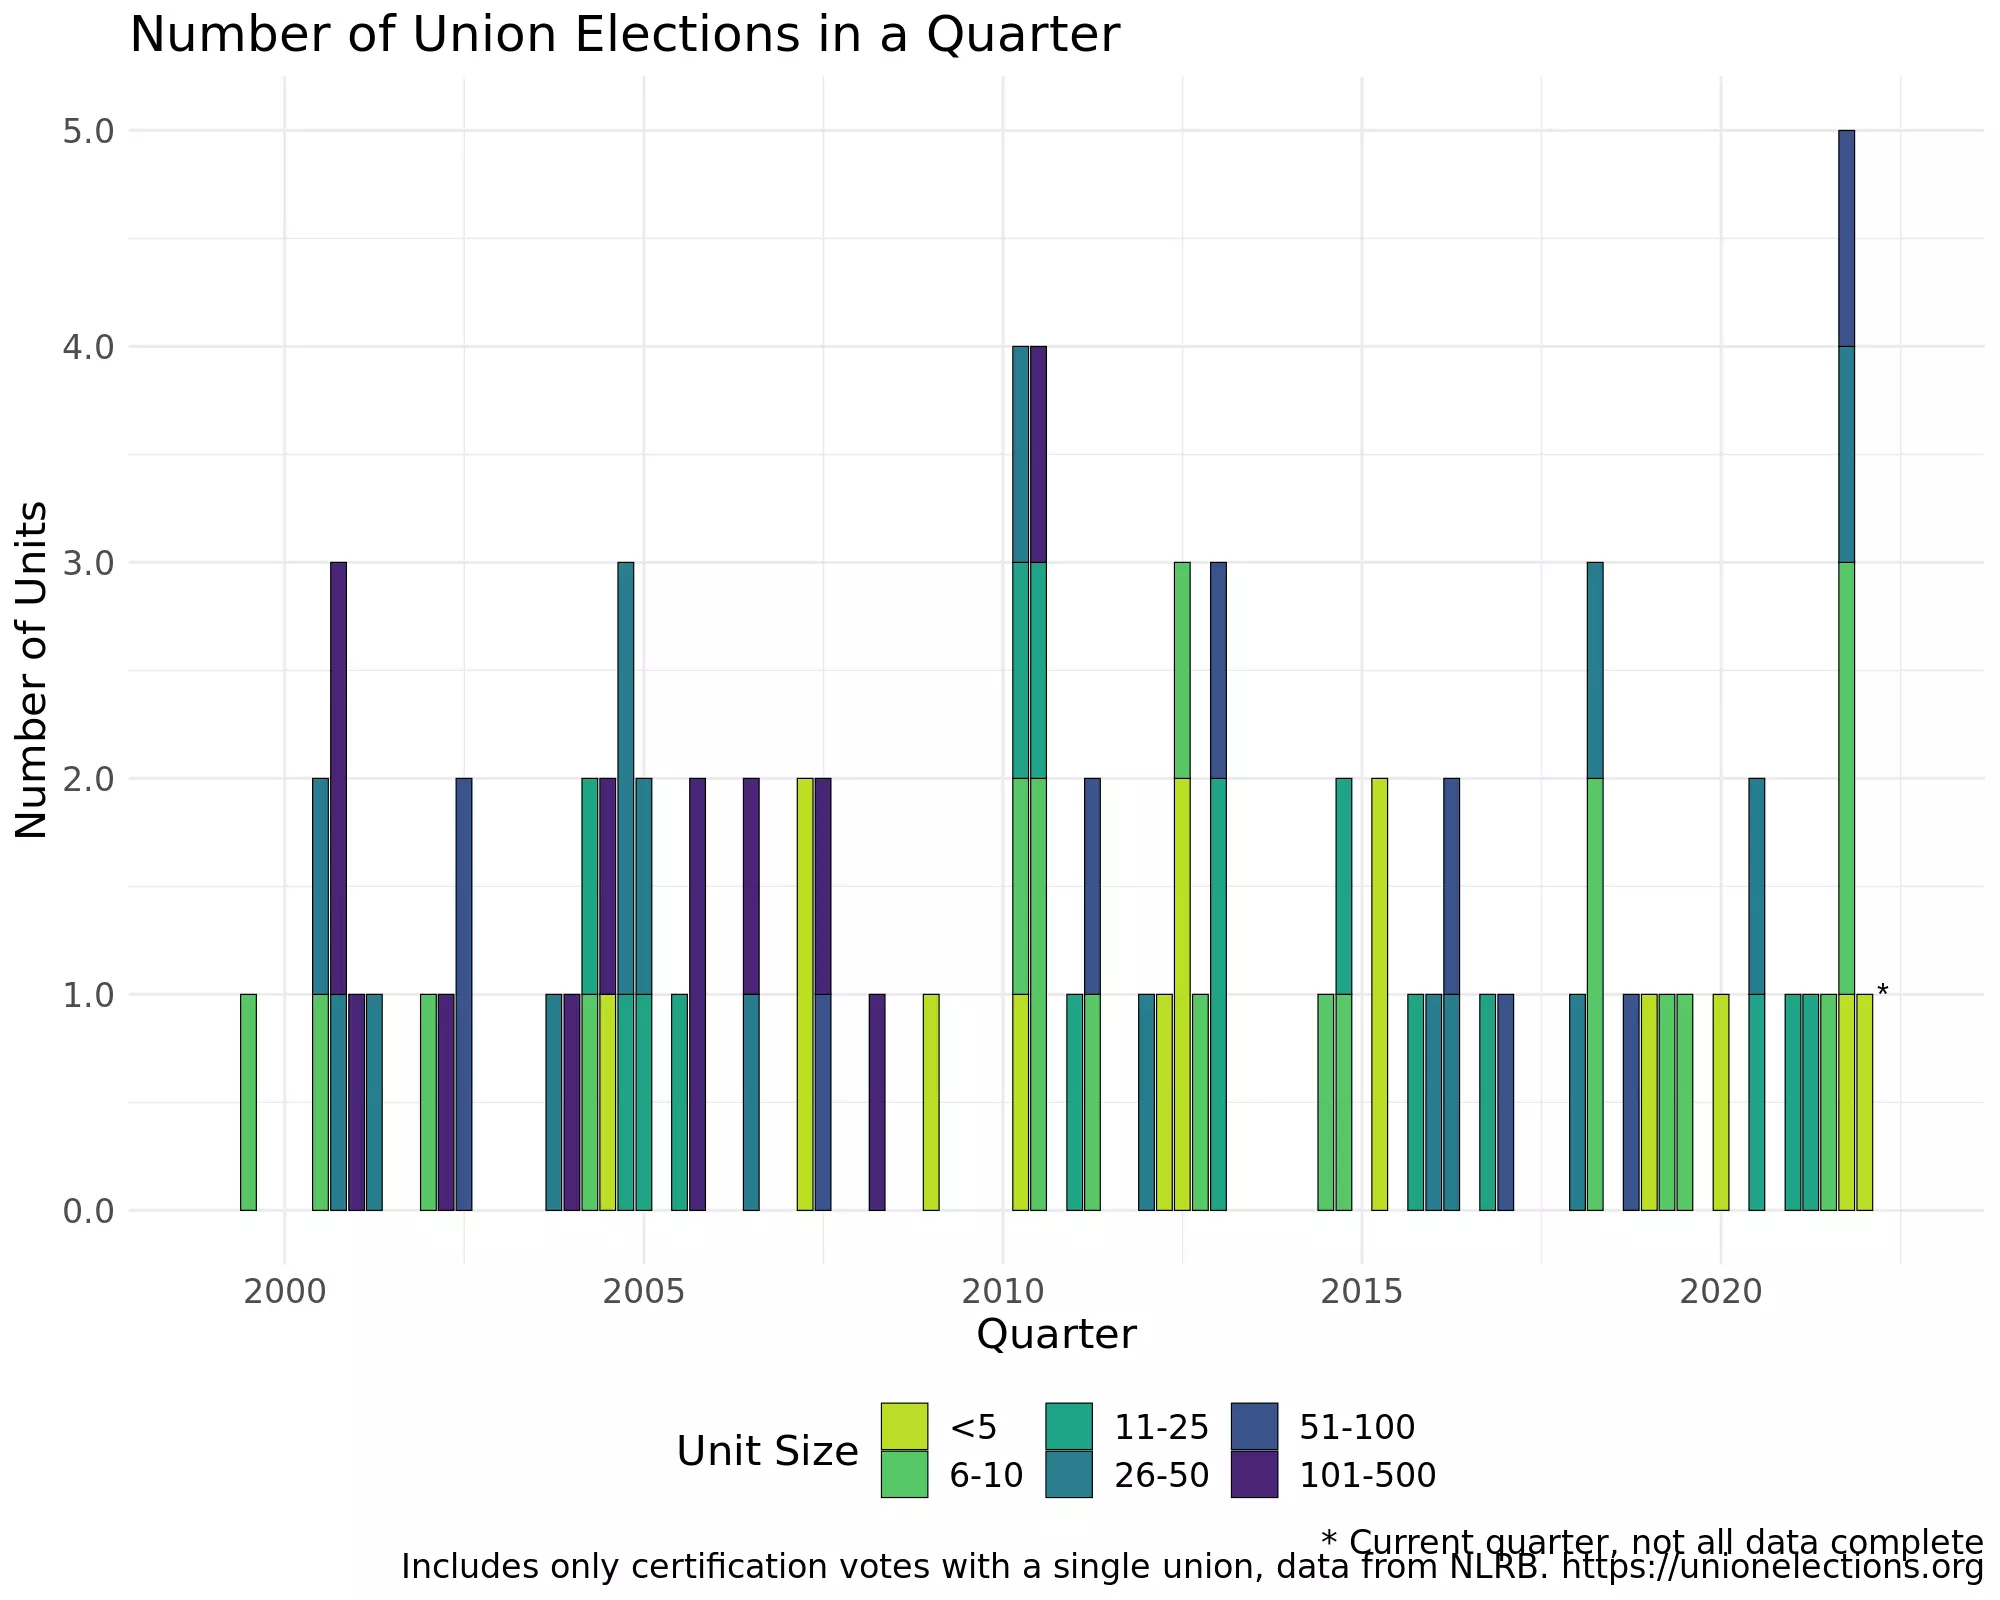 Number of Union Elections in a Quarter
Number of Units
5.0
4.0
3.0
2.0
1.0
0.0
*
2000 2005 2010 2015 2020
Quarter
Unit Size
<5 11-25 51-100
6-10 26-50 101-500
* Current quarter, not all data complete
Includes only certification votes with a single union, data from NLRB. https://unionelections.org